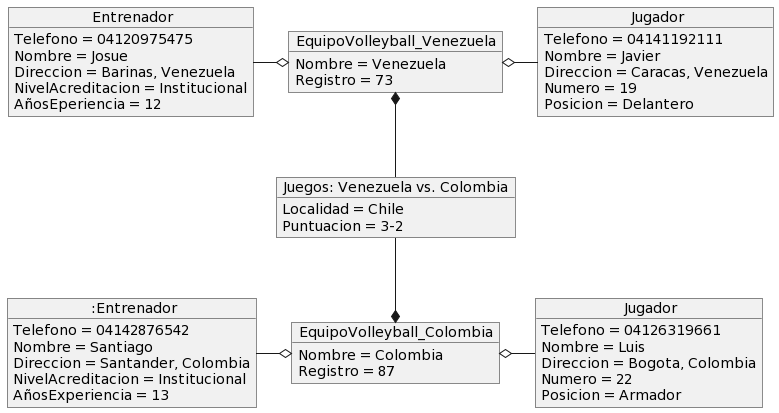 Entrenador
Telefono = 04120975475
Nombre = Josue
Direccion = Barinas, Venezuela
NivelAcreditacion = Institucional
AñosEperiencia = 12
EquipoVolleyball_Venezuela
Nombre = Venezuela
Registro = 73
Jugador
Telefono = 04141192111
Nombre = Javier
Direccion = Caracas, Venezuela
Numero = 19
Posicion = Delantero
Juegos: Venezuela vs. Colombia
Localidad = Chile
Puntuacion = 3-2
:Entrenador
Telefono = 04142876542
Nombre = Santiago
Direccion = Santander, Colombia
NivelAcreditacion = Institucional
AñosExperiencia = 13
EquipoVolleyball_Colombia
Nombre = Colombia
Registro = 87
Jugador
Telefono = 04126319661
Nombre = Luis
Direccion = Bogota, Colombia
Numero = 22
Posicion = Armador